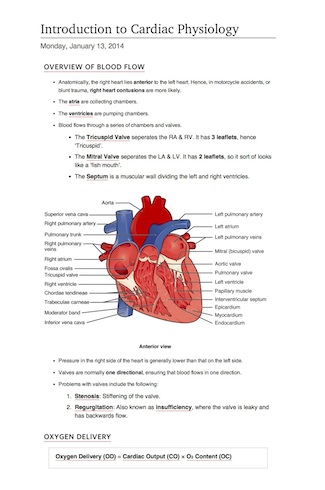 Introduction to Cardiac Physiology
Monday, January 13, 2014
OVERVIEW OF BLOOD FLOW
• Anatomically, the right heart lies anterior to the left heart. Hence, in motorcycle accidents, or
blunt trauma, right heart contusions are more likely.
• The atria are collecting chambers.
• The ventricles are pumping chambers.
• Blood flows through a series of chambers and valves.
• The Tricuspid Valve seperates the RA & RV. It has 3 leaflets, hence
'Tricuspid'.
• The Mitral Valve seperates the LA & LV. It has 2 leaflets, so it sort of looks
like a 'fish mouth'.
• The Septum is a muscular wall dividing the left and right ventricles.
Aorta
Superior vena cava
Right pulmonary artery
Pulmonary trunk
Right pulmonary
veins
Right atrium
Fossa ovalis
Tricuspid valve
Right ventricle
Chordae tendineae
Trabeculae carneae
Moderator band
Inferior vena cava
Left pulmonary artery
Left atrium
Left pulmonary veins
Mitral (bicuspid) valve
Aortic valve
Pulmonary valve
Left ventricle
Papillary muscle
Interventricular septum
Epicardium
Myocardium
Endocardium
Anterior view
• Pressure in the right side of the heart is generally lower than that on the left side.
• Valves are normally one directional, ensuring that blood flows in one direction.
• Problems with valves include the following:
1. Stenosis: Stiffening of the valve.
2. Regurgitation: Also known as insufficiency, where the valve is leaky and
has backwards flow.
OXYGEN DELIVERY
Oxygen Delivery (OD) = Cardiac Output (CO) × O₂ Content (OC)